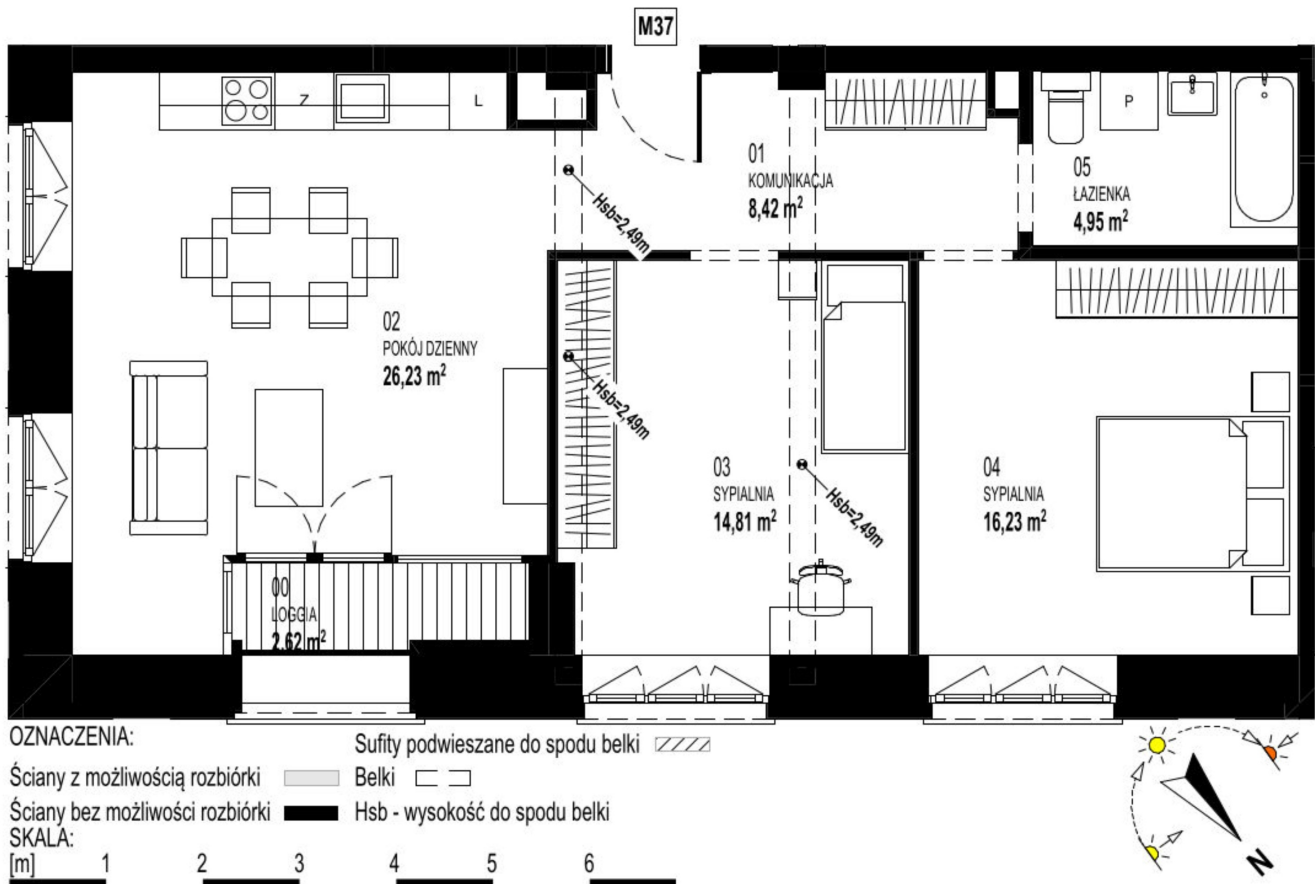 M37
Z
L
P
01
KOMUNIKACJA
8,42 m²
05
ŁAZIENKA
4,95 m²
Hsb=2,49m
02
POKÓJ DZIENNY
26,23 m²
Hsb=2,49m
03
SYPIALNIA
14,81 m²
Hsb=2,49m
04
SYPIALNIA
16,23 m²
00
LOGGIA
2,62 m²
OZNACZENIA:
Sufity podwieszane do spodu belki
Ściany z możliwością rozbiórki
Belki
Ściany bez możliwości rozbiórki
Hsb - wysokość do spodu belki
SKALA:
[m] 1 2 3 4 5 6
N